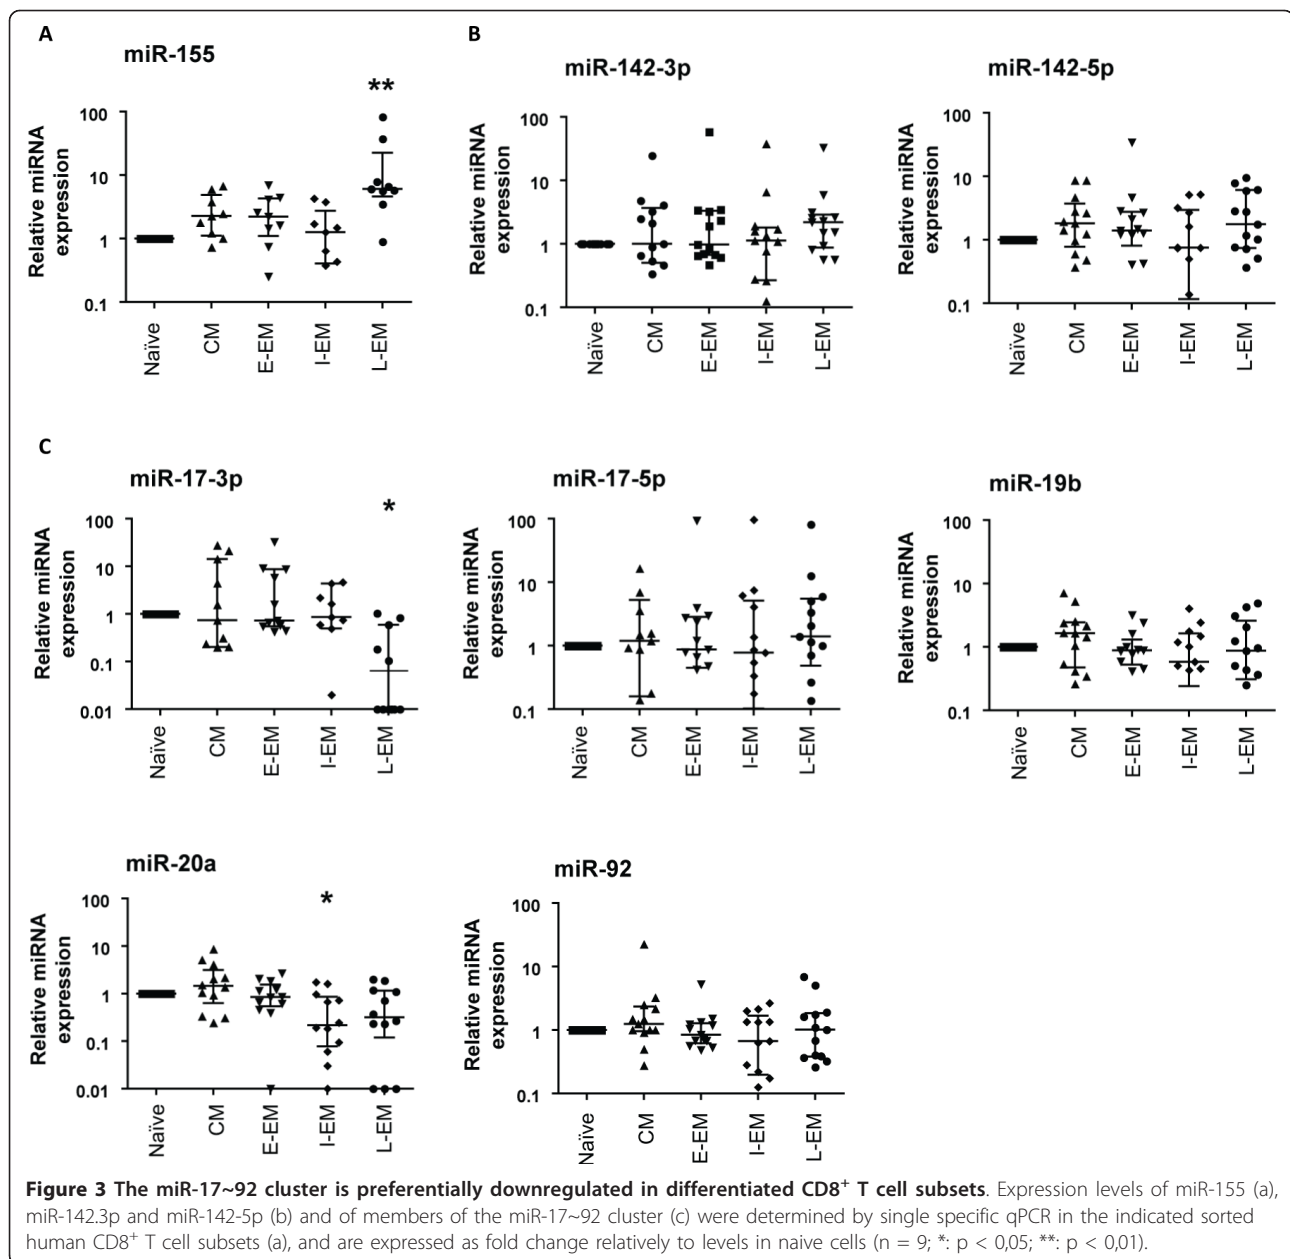 A
miR-155
**
Relative miRNA
expression
100
10
1
0.1
Naïve
CM
E-EM
I-EM
L-EM
B
miR-142-3p
Relative miRNA
expression
100
10
1
0.1
Naïve
CM
E-EM
I-EM
L-EM
miR-142-5p
Relative miRNA
expression
100
10
1
0.1
Naïve
CM
E-EM
I-EM
L-EM
C
miR-17-3p
*
Relative miRNA
expression
100
10
1
0.1
0.01
Naïve
CM
E-EM
I-EM
L-EM
miR-17-5p
Relative miRNA
expression
100
10
1
0.1
Naïve
CM
E-EM
I-EM
L-EM
miR-19b
Relative miRNA
expression
100
10
1
0.1
Naïve
CM
E-EM
I-EM
L-EM
miR-20a
*
Relative miRNA
expression
100
10
1
0.1
0.01
Naïve
CM
E-EM
I-EM
L-EM
miR-92
Relative miRNA
expression
100
10
1
0.1
Naïve
CM
E-EM
I-EM
L-EM
Figure 3 The miR-17~92 cluster is preferentially downregulated in differentiated CD8⁺ T cell subsets. Expression levels of miR-155 (a),
miR-142.3p and miR-142-5p (b) and of members of the miR-17~92 cluster (c) were determined by single specific qPCR in the indicated sorted
human CD8⁺ T cell subsets (a), and are expressed as fold change relatively to levels in naive cells (n = 9; *: p < 0,05; **: p < 0,01).